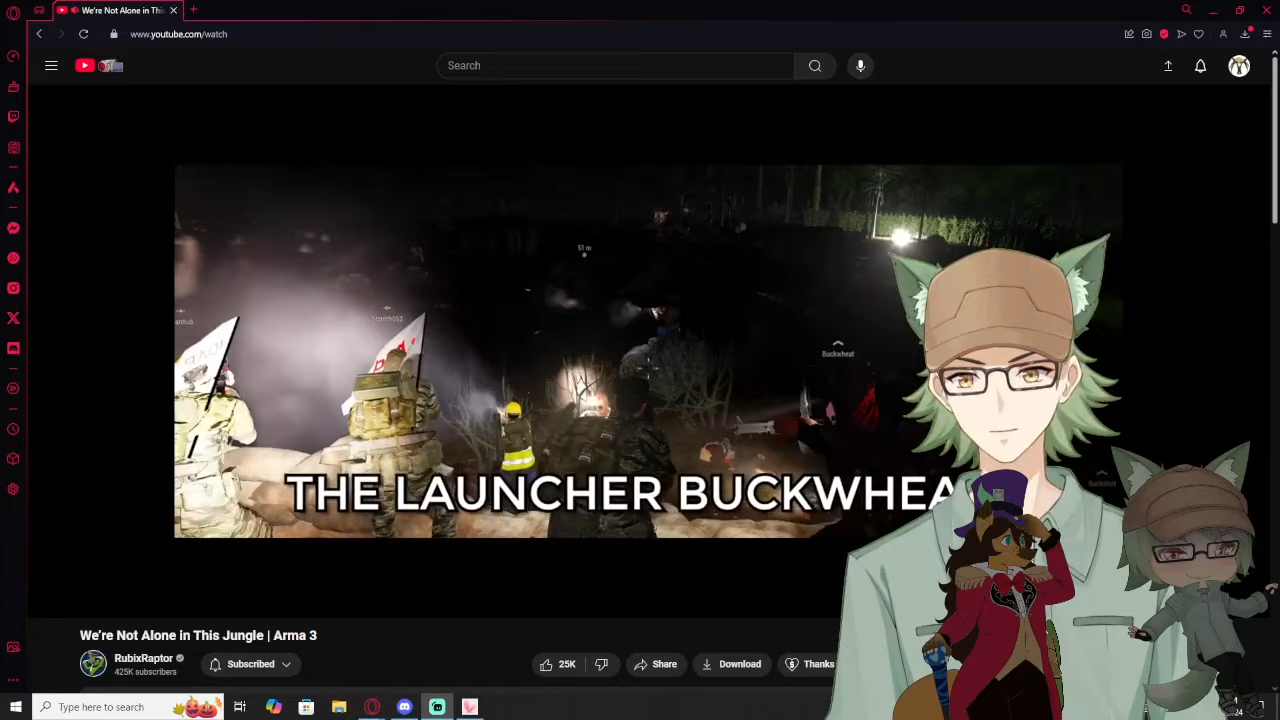 We're Not Alone in Thi
www.youtube.com/watch
Search
51 m
Buckwheat
THE LAUNCHER BUCKWHEA
We're Not Alone in This Jungle | Arma 3
RubixRaptor
425K subscribers
Subscribed
25K
Share
Download
Thanks
Type here to search